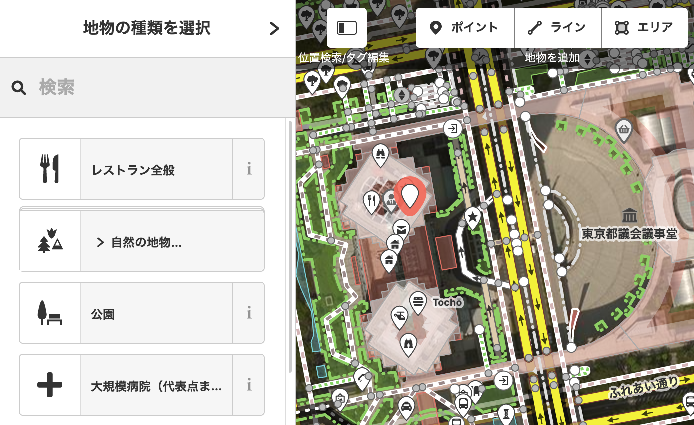 地物の種類を選択
検索
レストラン全般
i
自然の地物...
公園
i
大規模病院（代表点ま...
i
ポイント
ライン
エリア
位置検索/タグ編集
地物を追加
東京都議会議事堂
Tocho
ふれあい通り